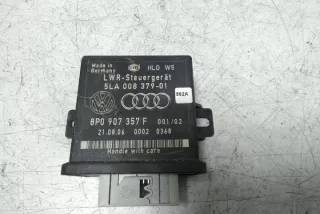 Made in
Germany
HLO W5
LWR-Steuergerät
5LA 008 379-01
362A
8P0 907 357 F 001/02
21.08.06 0002 0368
Handle with care